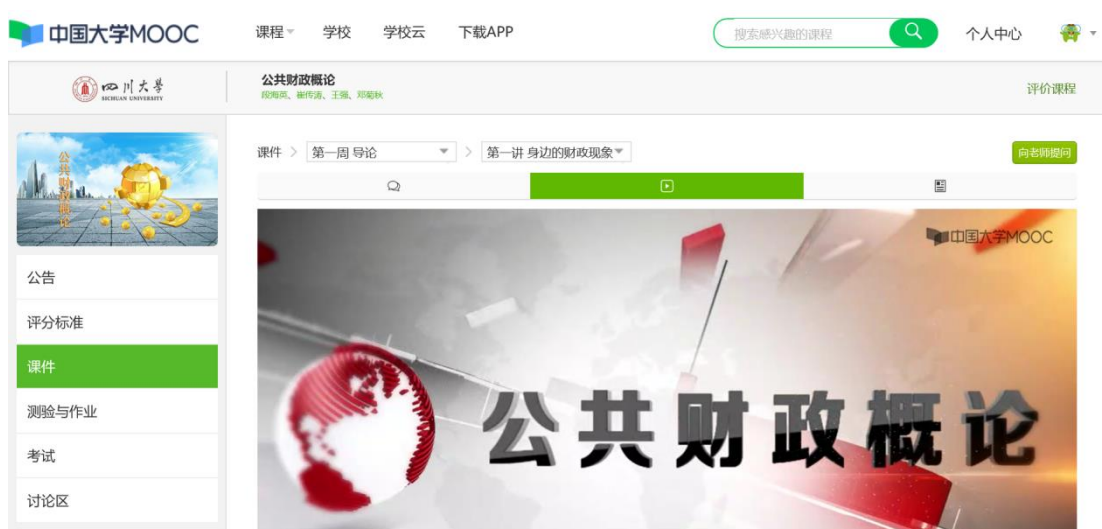 中国大学MOOC 课程 学校 学校云 下载APP 搜索感兴趣的课程 个人中心
四川大学 公共财政概论
SICHUAN UNIVERSITY 段海英、崔传涛、王强、邓菊秋 评价课程
课件 > 第一周 导论 > 第一讲 身边的财政现象 向老师提问
公共财政概论
中国大学MOOC
公告
评分标准
课件
测验与作业
考试
讨论区
公共财政概论